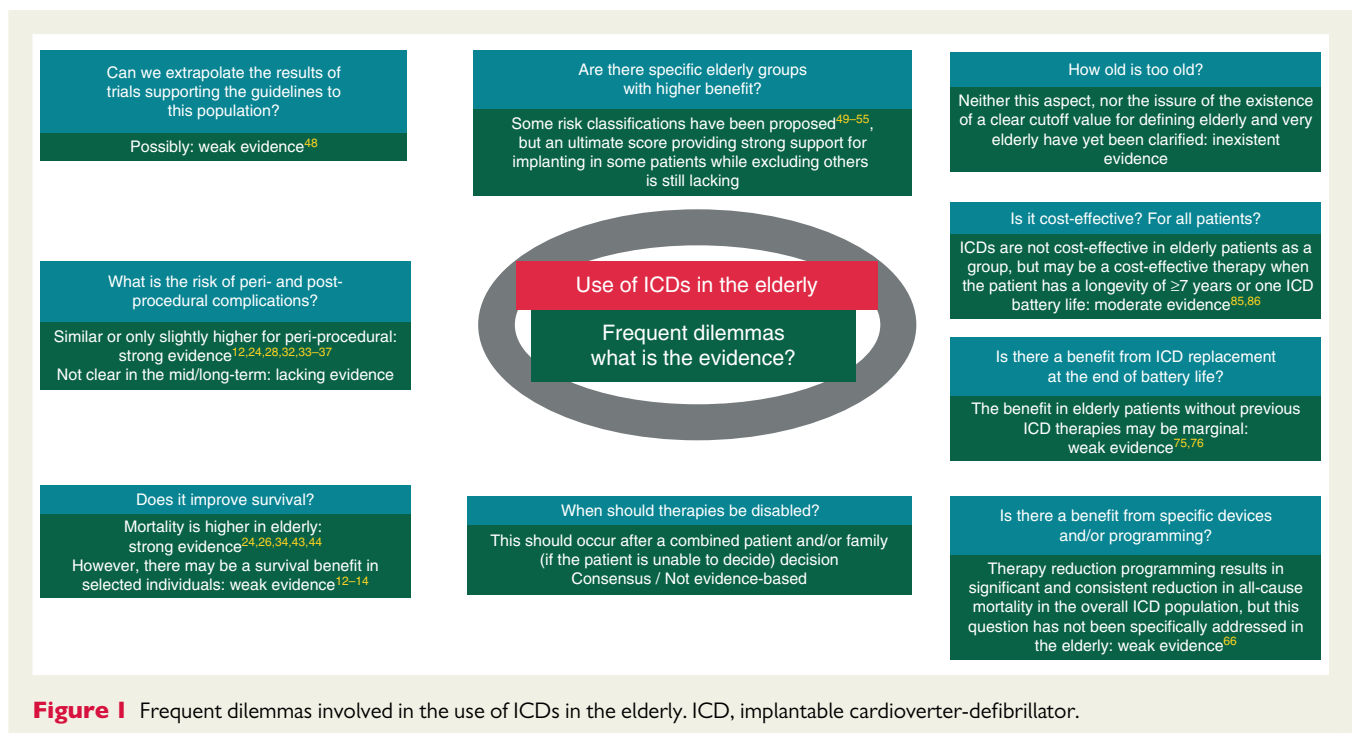 Can we extrapolate the results of
trials supporting the guidelines to
this population?
Possibly: weak evidence48
What is the risk of peri- and post-
procedural complications?
Similar or only slightly higher for peri-procedural:
strong evidence12,24,28,32,33–37
Not clear in the mid/long-term: lacking evidence
Does it improve survival?
Mortality is higher in elderly:
strong evidence24,26,34,43,44
However, there may be a survival benefit in
selected individuals: weak evidence12–14
Are there specific elderly groups
with higher benefit?
Some risk classifications have been proposed49–55,
but an ultimate score providing strong support for
implanting in some patients while excluding others
is still lacking
Use of ICDs in the elderly
Frequent dilemmas
what is the evidence?
When should therapies be disabled?
This should occur after a combined patient and/or family
(if the patient is unable to decide) decision
Consensus / Not evidence-based
How old is too old?
Neither this aspect, nor the issure of the existence
of a clear cutoff value for defining elderly and very
elderly have yet been clarified: inexistent
evidence
Is it cost-effective? For all patients?
ICDs are not cost-effective in elderly patients as a
group, but may be a cost-effective therapy when
the patient has a longevity of ≥7 years or one ICD
battery life: moderate evidence85,86
Is there a benefit from ICD replacement
at the end of battery life?
The benefit in elderly patients without previous
ICD therapies may be marginal:
weak evidence75,76
Is there a benefit from specific devices
and/or programming?
Therapy reduction programming results in
significant and consistent reduction in all-cause
mortality in the overall ICD population, but this
question has not been specifically addressed in
the elderly: weak evidence66
Figure 1 Frequent dilemmas involved in the use of ICDs in the elderly. ICD, implantable cardioverter-defibrillator.